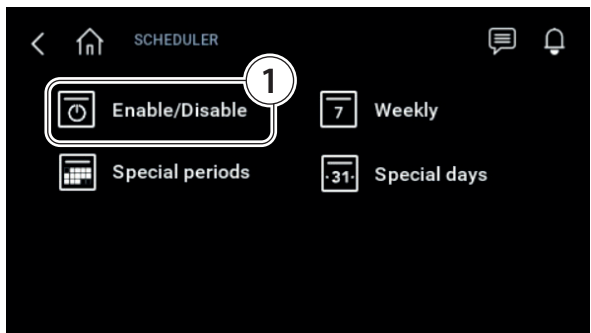 SCHEDULER
1
Enable/Disable
7 Weekly
Special periods
31 Special days